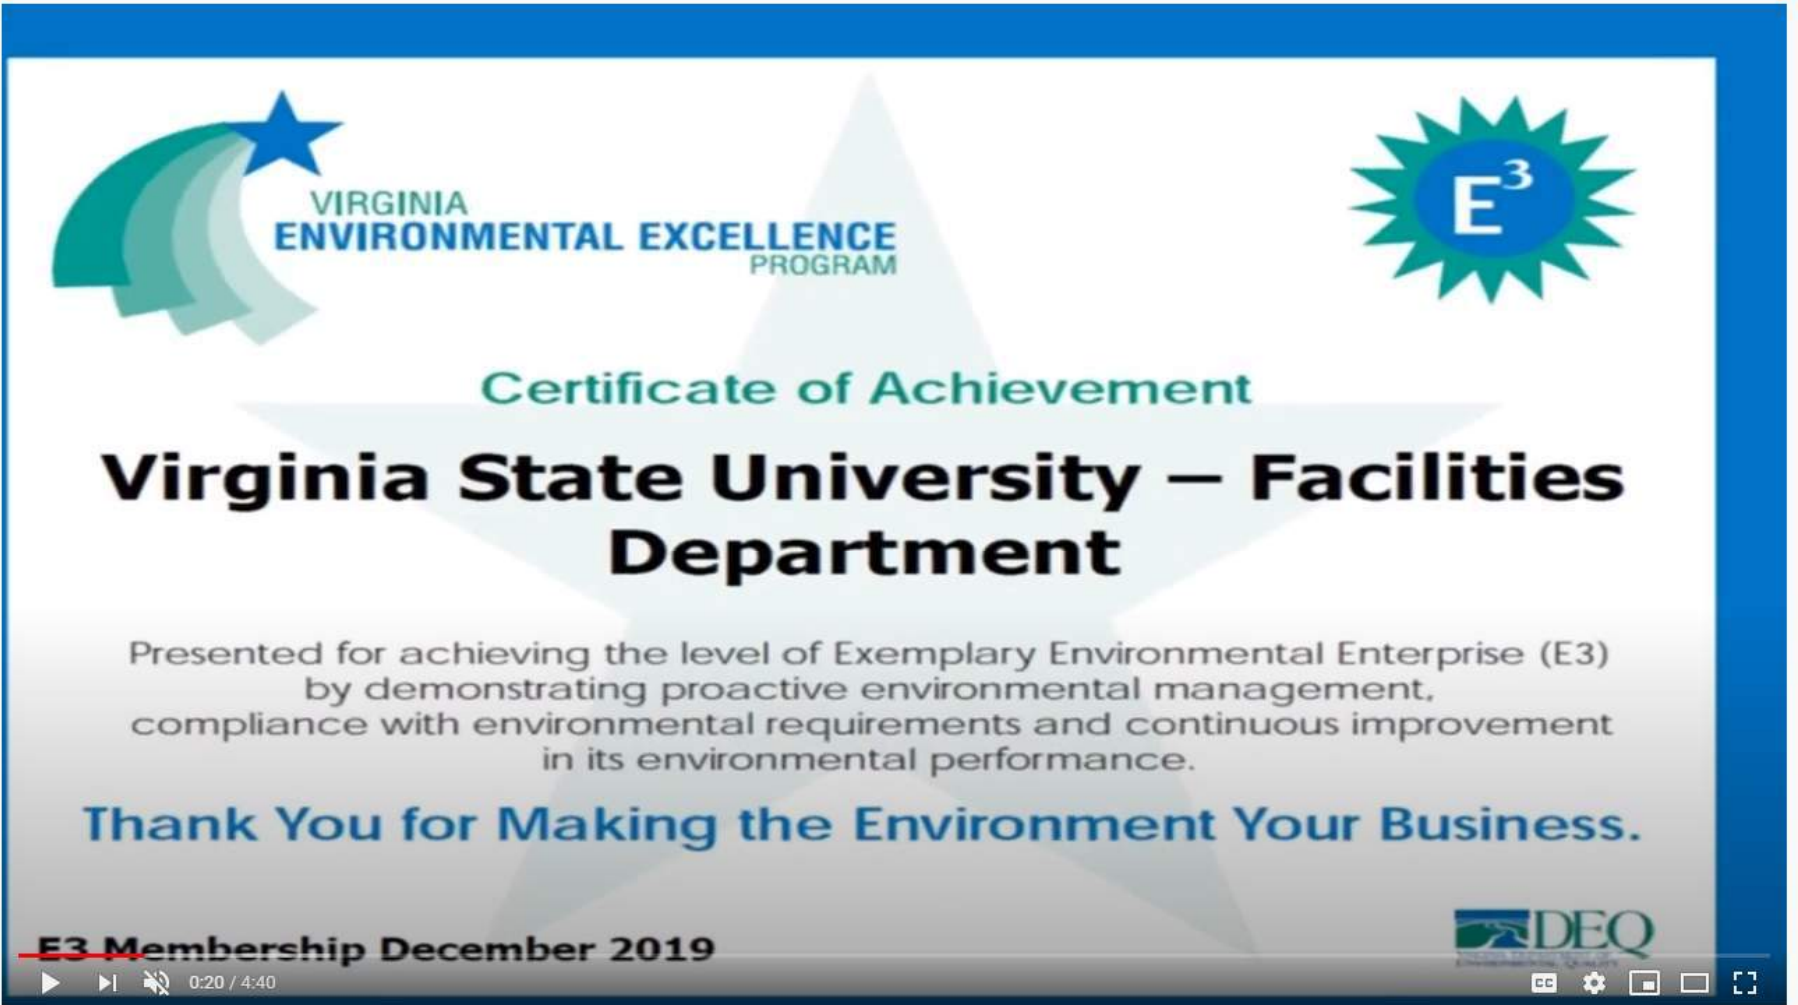 VIRGINIA
ENVIRONMENTAL EXCELLENCE
PROGRAM
E³
Certificate of Achievement
Virginia State University – Facilities
Department
Presented for achieving the level of Exemplary Environmental Enterprise (E3)
by demonstrating proactive environmental management,
compliance with environmental requirements and continuous improvement
in its environmental performance.
Thank You for Making the Environment Your Business.
E3 Membership December 2019
DEQ
0:20 / 4:40
CC